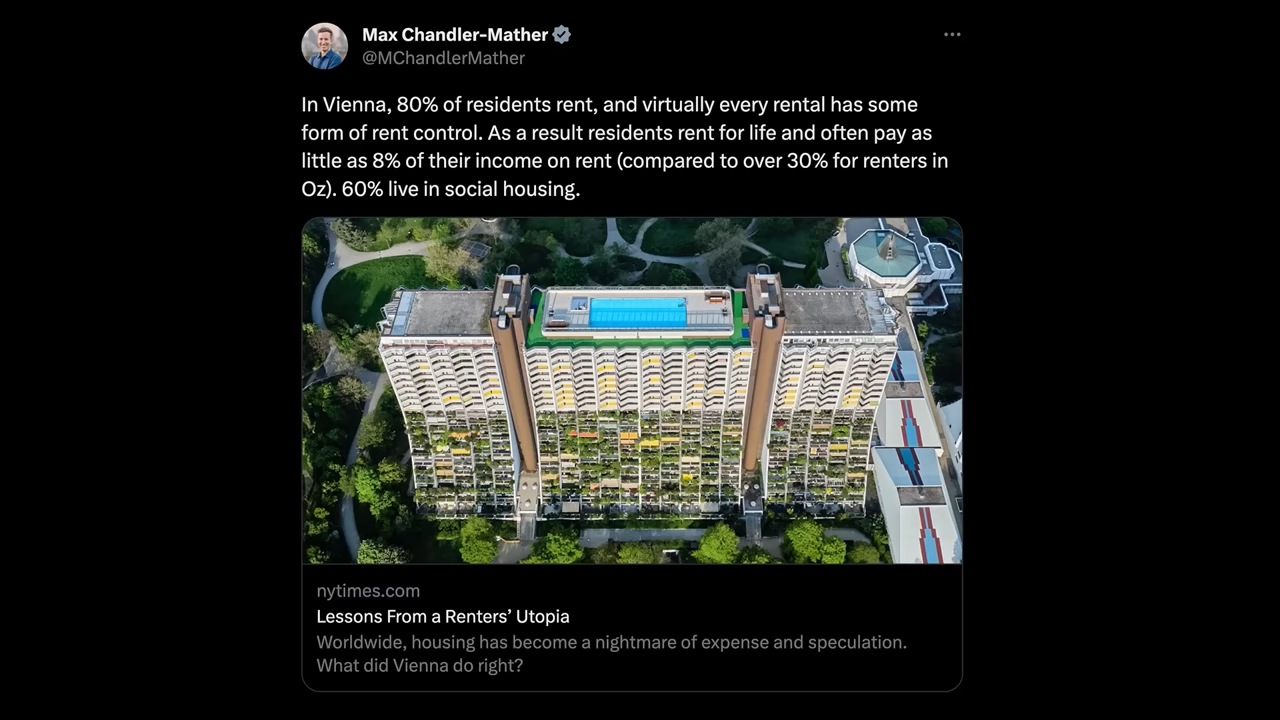 Max Chandler-Mather
@MChandlerMather
In Vienna, 80% of residents rent, and virtually every rental has some
form of rent control. As a result residents rent for life and often pay as
little as 8% of their income on rent (compared to over 30% for renters in
Oz). 60% live in social housing.
nytimes.com
Lessons From a Renters’ Utopia
Worldwide, housing has become a nightmare of expense and speculation.
What did Vienna do right?